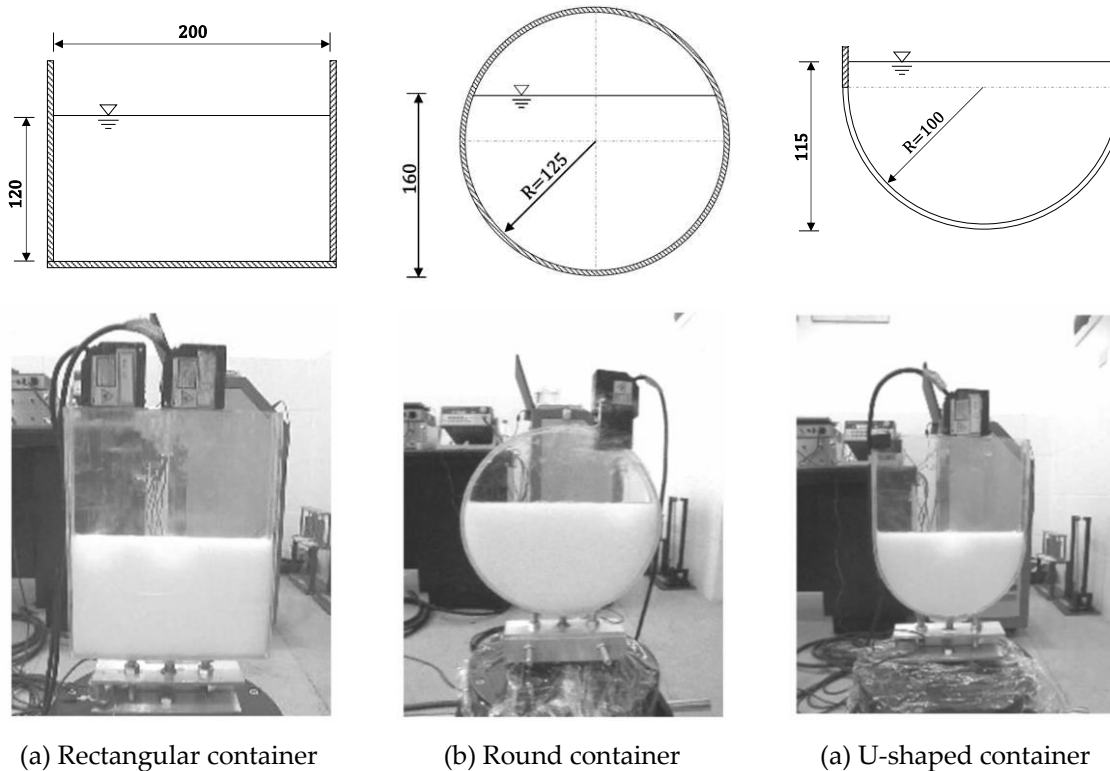 200
120
160
R=125
115
R=100
(a) Rectangular container
(b) Round container
(a) U-shaped container